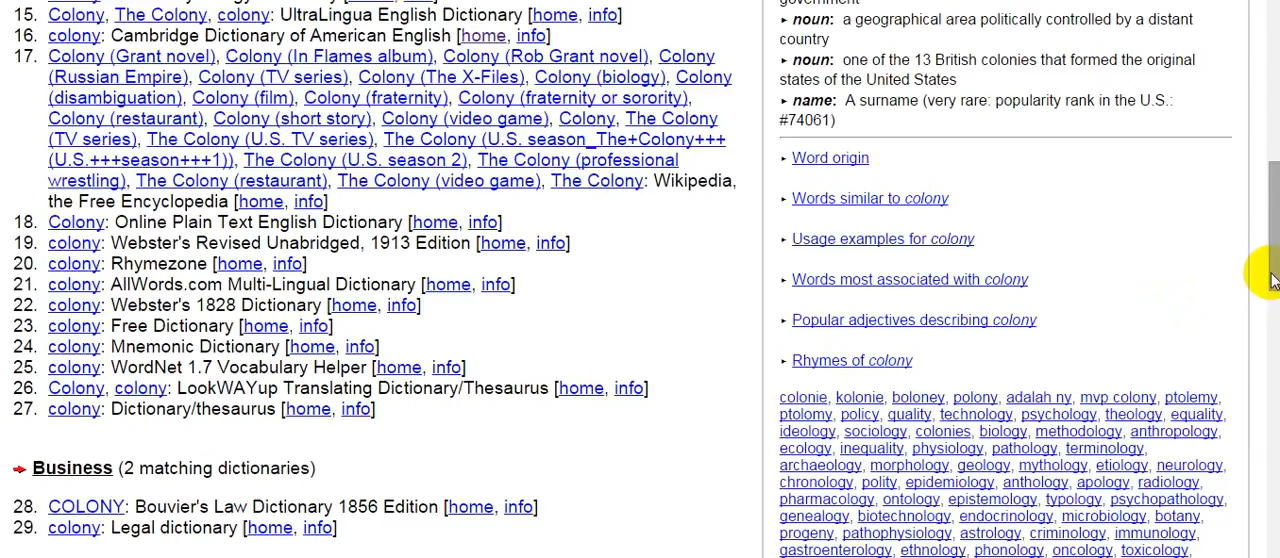 15. Colony, The Colony, colony: UltraLingua English Dictionary [home, info]
16. colony: Cambridge Dictionary of American English [home, info]
17. Colony (Grant novel), Colony (In Flames album), Colony (Rob Grant novel), Colony
(Russian Empire), Colony (TV series), Colony (The X-Files), Colony (biology), Colony
(disambiguation), Colony (film), Colony (fraternity), Colony (fraternity or sorority),
Colony (restaurant), Colony (short story), Colony (video game), Colony, The Colony
(TV series), The Colony (U.S. TV series), The Colony (U.S. season_The+Colony+++
(U.S.+++season+++1)), The Colony (U.S. season 2), The Colony (professional
wrestling), The Colony (restaurant), The Colony (video game), The Colony: Wikipedia,
the Free Encyclopedia [home, info]
18. Colony: Online Plain Text English Dictionary [home, info]
19. colony: Webster's Revised Unabridged, 1913 Edition [home, info]
20. colony: Rhymezone [home, info]
21. colony: AllWords.com Multi-Lingual Dictionary [home, info]
22. colony: Webster's 1828 Dictionary [home, info]
23. colony: Free Dictionary [home, info]
24. colony: Mnemonic Dictionary [home, info]
25. colony: WordNet 1.7 Vocabulary Helper [home, info]
26. Colony, colony: LookWAYup Translating Dictionary/Thesaurus [home, info]
27. colony: Dictionary/thesaurus [home, info]
Business (2 matching dictionaries)
28. COLONY: Bouvier's Law Dictionary 1856 Edition [home, info]
29. colony: Legal dictionary [home, info]
government
▸ noun: a geographical area politically controlled by a distant
country
▸ noun: one of the 13 British colonies that formed the original
states of the United States
▸ name: A surname (very rare: popularity rank in the U.S.:
#74061)
▸ Word origin
▸ Words similar to colony
▸ Usage examples for colony
▸ Words most associated with colony
▸ Popular adjectives describing colony
▸ Rhymes of colony
colonie, kolonie, boloney, polony, adalah ny, mvp colony, ptolemy,
ptolomy, policy, quality, technology, psychology, theology, equality,
ideology, sociology, colonies, biology, methodology, anthropology,
ecology, inequality, physiology, pathology, terminology,
archaeology, morphology, geology, mythology, etiology, neurology,
chronology, polity, epidemiology, anthology, apology, radiology,
pharmacology, ontology, epistemology, typology, psychopathology,
genealogy, biotechnology, endocrinology, microbiology, botany,
progeny, pathophysiology, astrology, criminology, immunology,
gastroenterology, ethnology, phonology, oncology, toxicology,